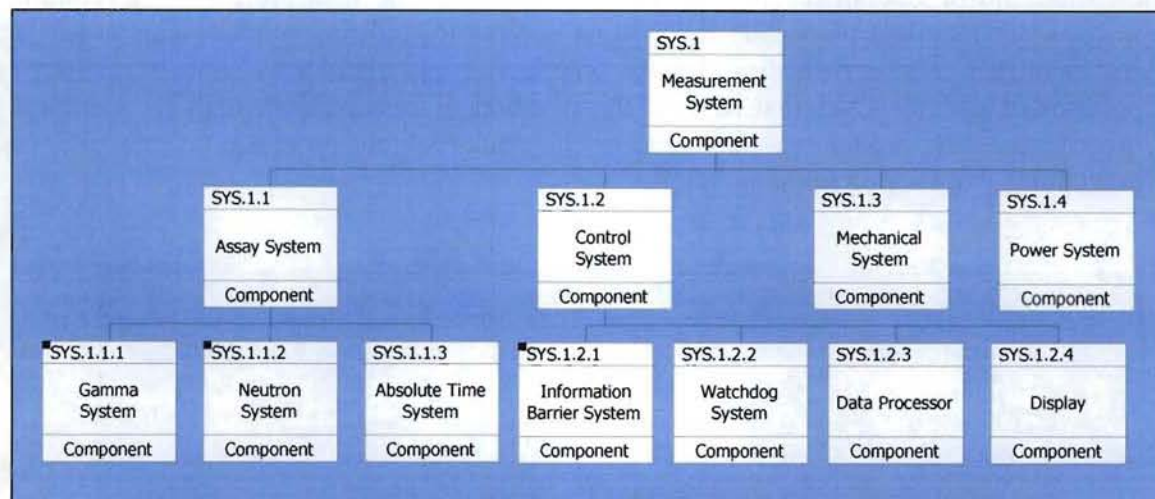 SYS.1
Measurement
System
Component
SYS.1.1
Assay System
Component
SYS.1.2
Control
System
Component
SYS.1.3
Mechanical
System
Component
SYS.1.4
Power System
Component
SYS.1.1.1
Gamma
System
Component
SYS.1.1.2
Neutron
System
Component
SYS.1.1.3
Absolute Time
System
Component
SYS.1.2.1
Information
Barrier System
Component
SYS.1.2.2
Watchdog
System
Component
SYS.1.2.3
Data Processor
Component
SYS.1.2.4
Display
Component